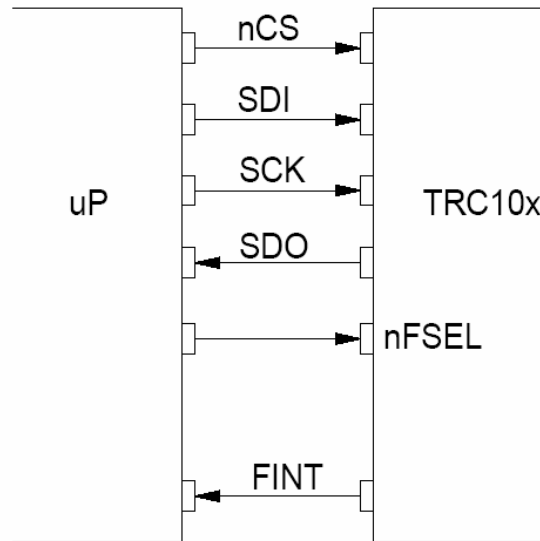 nCS
SDI
SCK
uP
TRC10x
SDO
nFSEL
FINT